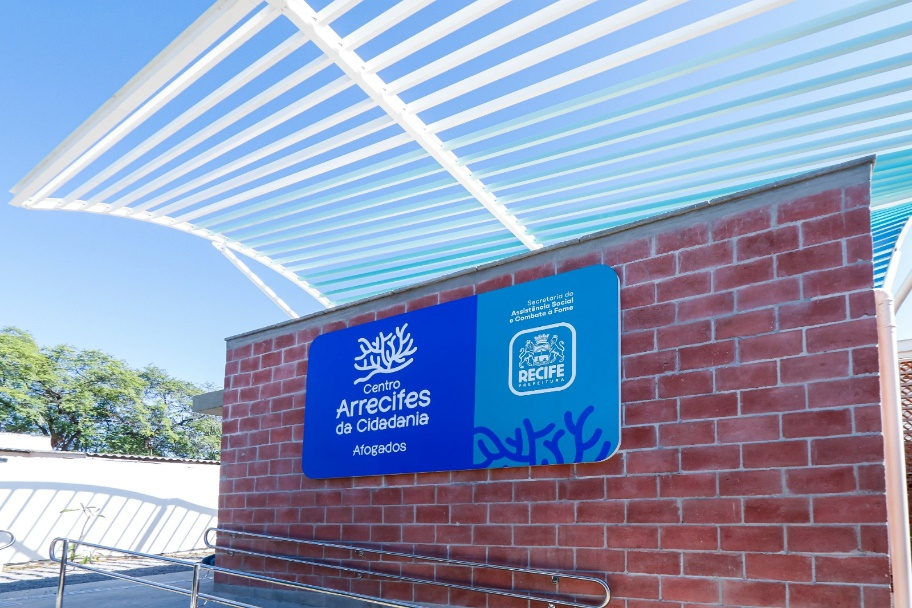 Centro
Arrecifes
da Cidadania
Afogados
Secretaria de
Assistência Social
e Combate à Fome
RECIFE
PREFEITURA